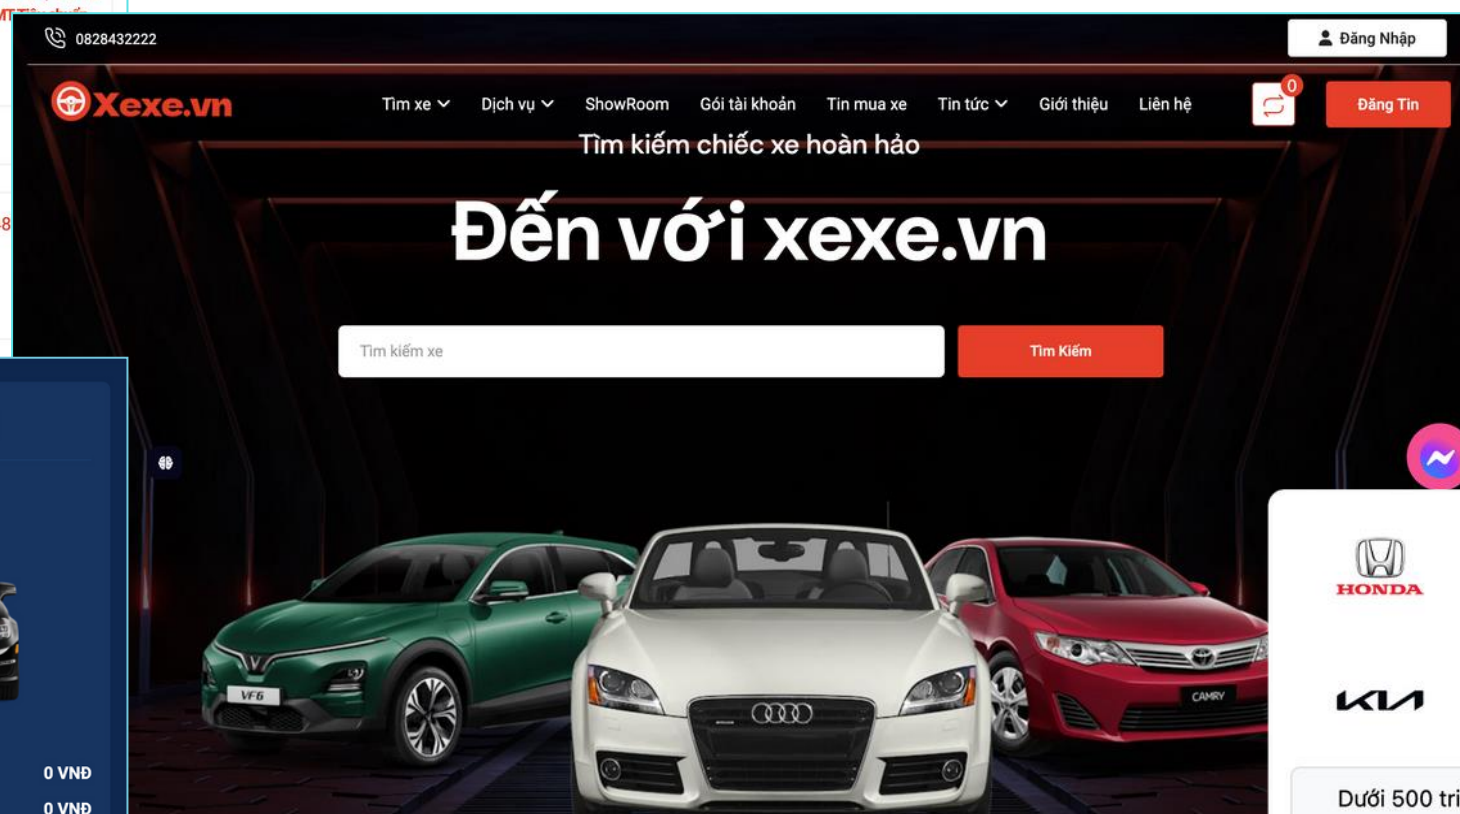 0828432222
Đăng Nhập
Xexe.vn
Tìm xe
Dịch vụ
ShowRoom
Gói tài khoản
Tin mua xe
Tin tức
Giới thiệu
Liên hệ
0
Đăng Tin
Tìm kiếm chiếc xe hoàn hảo
Đến với xexe.vn
Tìm kiếm xe
Tìm Kiếm
VF6
CAMRY
HONDA
KIA
0 VNĐ
0 VNĐ
Dưới 500